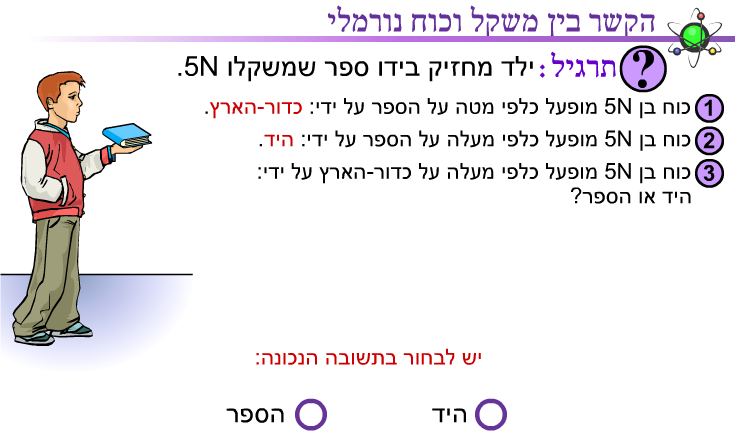 הקשר בין משקל וכוח נורמלי
? תרגיל: ילד מחזיק בידו ספר שמשקלו 5N.
1 כוח בן 5N מופעל כלפי מטה על הספר על ידי: כדור-הארץ.
2 כוח בן 5N מופעל כלפי מעלה על הספר על ידי: היד.
3 כוח בן 5N מופעל כלפי מעלה על כדור-הארץ על ידי:
היד או הספר?
יש לבחור בתשובה הנכונה:
היד הספר